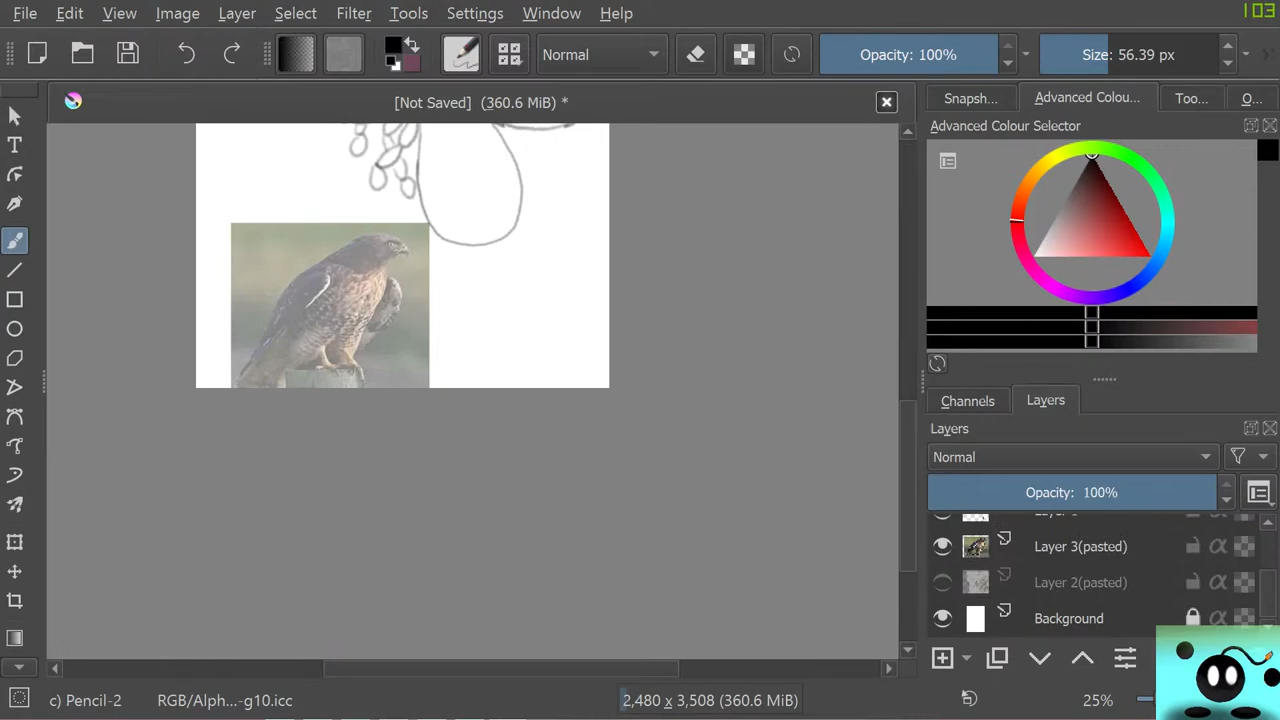 File Edit View Image Layer Select Filter Tools Settings Window Help
103
Normal
Opacity: 100%
Size: 56.39 px
[Not Saved] (360.6 MiB) *
Snapsh...
Advanced Colou...
Too...
O...
Advanced Colour Selector
Channels
Layers
Layers
Normal
Opacity: 100%
Layer 3(pasted)
Layer 2(pasted)
Background
c) Pencil-2
RGB/Alph...-g10.icc
2,480 x 3,508 (360.6 MiB)
25%